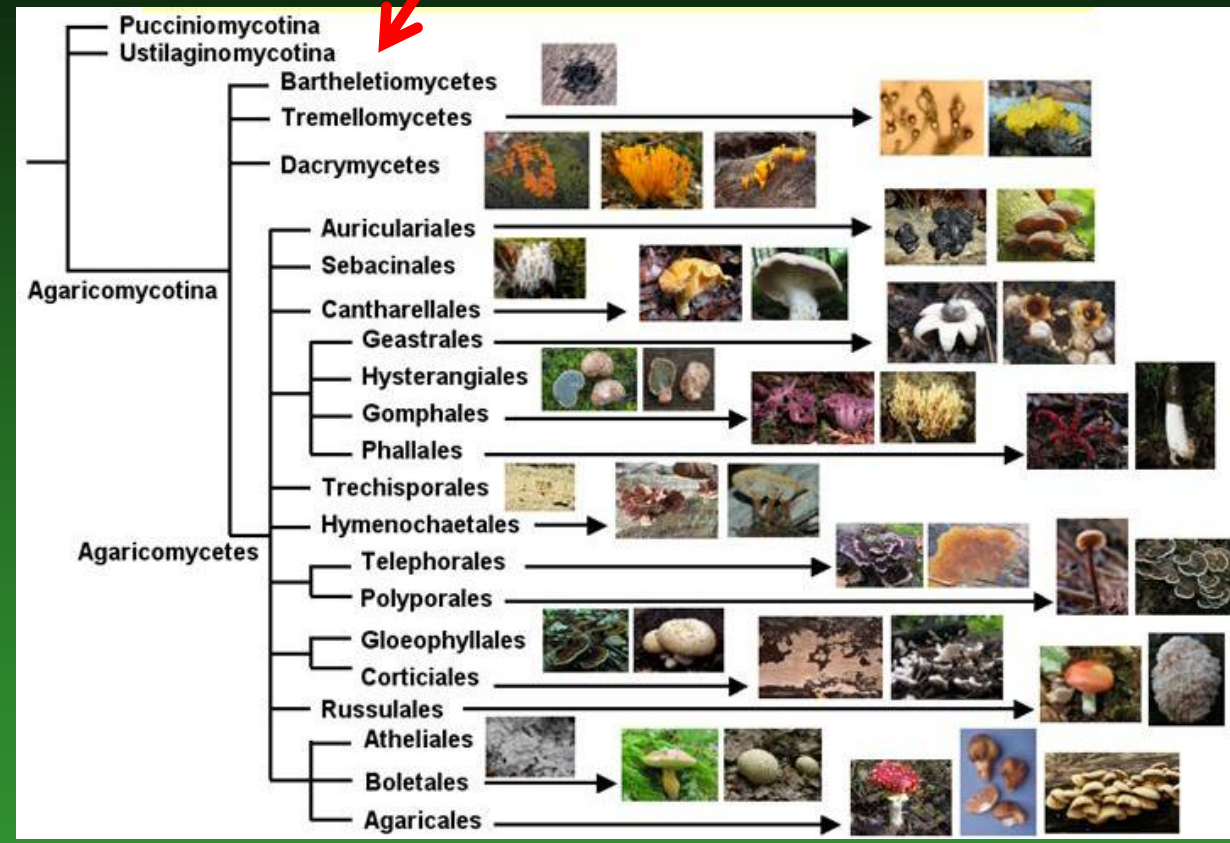 Pucciniomycotina
Ustilaginomycotina
Bartheletiomycetes
Tremellomycetes
Dacrymycetes
Auriculariales
Sebacinales
Agaricomycotina
Cantharellales
Geastrales
Hysterangiales
Gomphales
Phallales
Trechisporales
Hymenochaetales
Agaricomycetes
Telephorales
Polyporales
Gloeophyllales
Corticiales
Russulales
Atheliales
Boletales
Agaricales